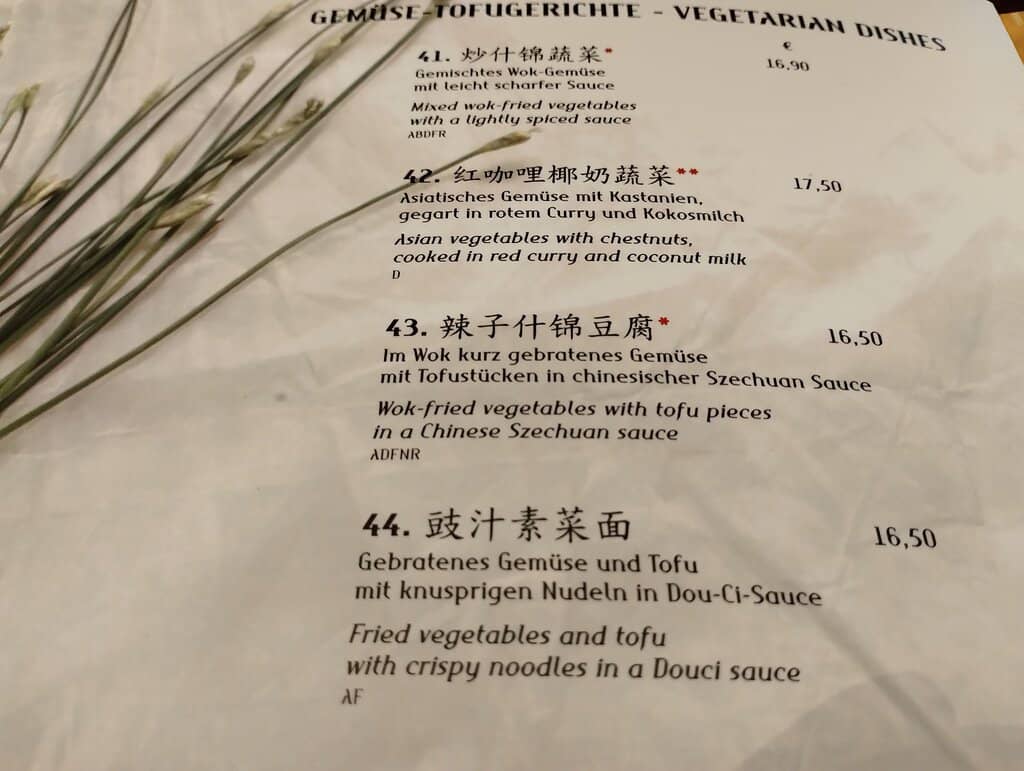 GEMÜSE-TOFUGERICHTE - VEGETARIAN DISHES
€
41. 炒什锦蔬菜* 16,90
Gemischtes Wok-Gemüse
mit leicht scharfer Sauce
Mixed wok-fried vegetables
with a lightly spiced sauce
ABDFR
42. 红咖哩椰奶蔬菜** 17,50
Asiatisches Gemüse mit Kastanien,
gegart in rotem Curry und Kokosmilch
Asian vegetables with chestnuts,
cooked in red curry and coconut milk
D
43. 辣子什锦豆腐* 16,50
Im Wok kurz gebratenes Gemüse
mit Tofustücken in chinesischer Szechuan Sauce
Wok-fried vegetables with tofu pieces
in a Chinese Szechuan sauce
ADFNR
44. 豉汁素菜面 16,50
Gebratenes Gemüse und Tofu
mit knusprigen Nudeln in Dou-Ci-Sauce
Fried vegetables and tofu
with crispy noodles in a Douci sauce
AF